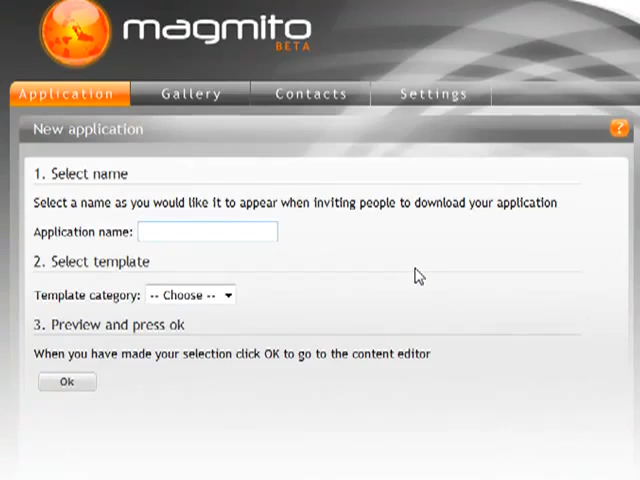 magmito
BETA
Application Gallery Contacts Settings
New application
?
1. Select name
Select a name as you would like it to appear when inviting people to download your application
Application name:
2. Select template
Template category: -- Choose --
3. Preview and press ok
When you have made your selection click OK to go to the content editor
Ok